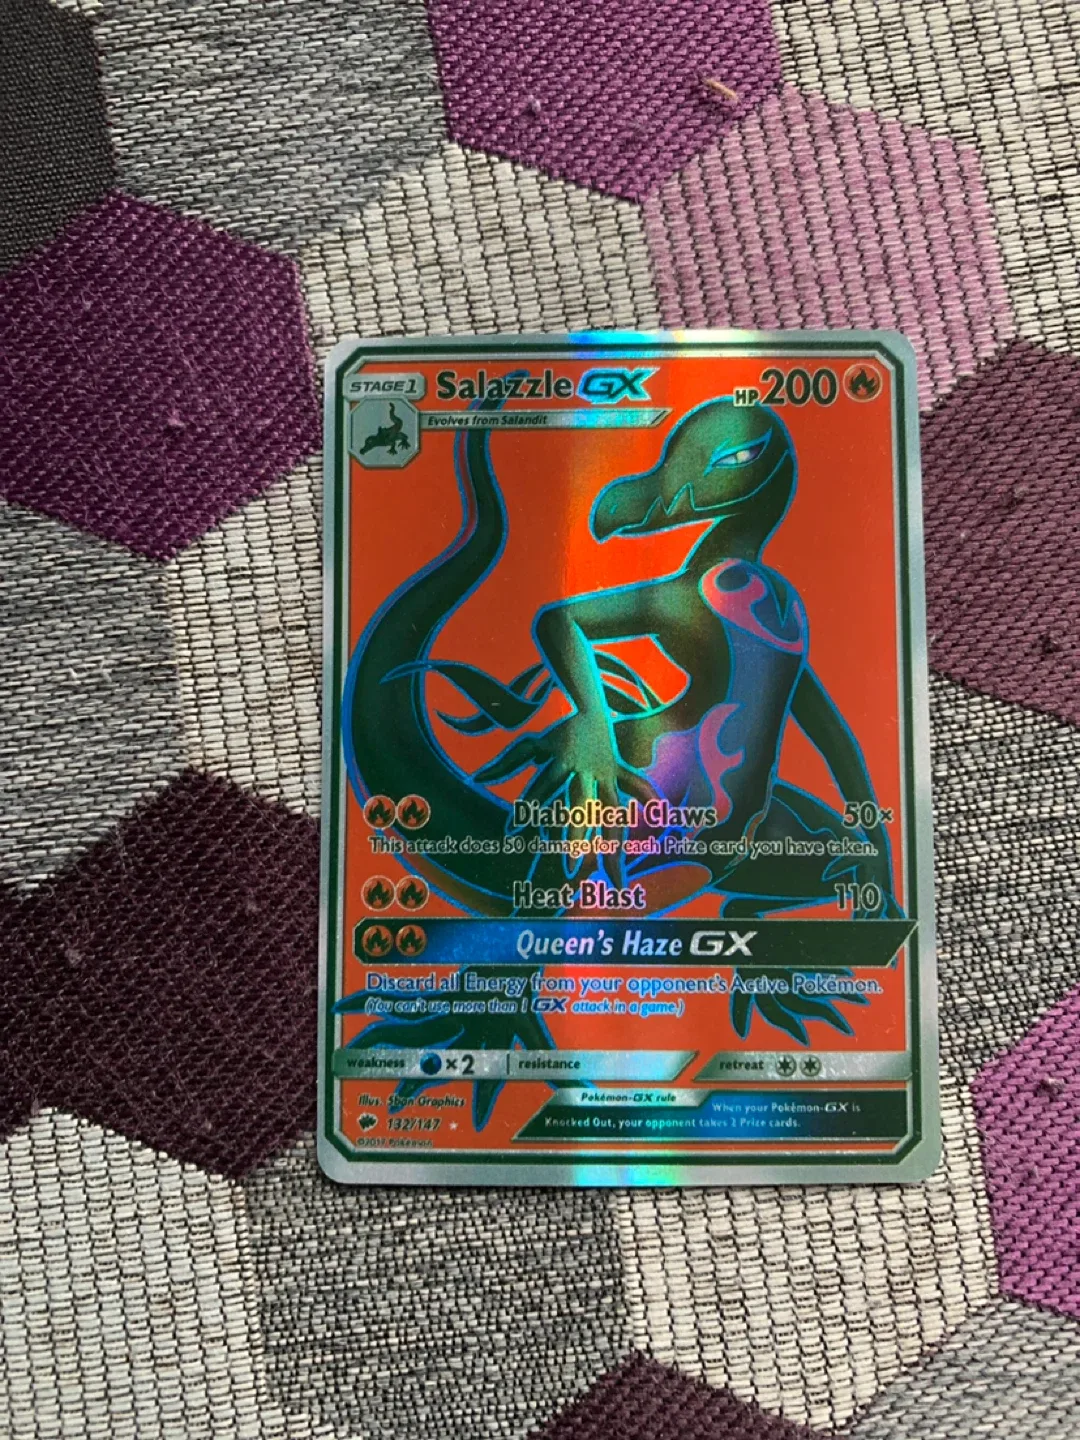 STAGE 1 Salazzle GX HP 200
Evolves from Salandit
Diabolical Claws 50×
This attack does 50 damage for each Prize card you have taken.
Heat Blast 110
Queen's Haze GX
Discard all Energy from your opponent's Active Pokémon.
(You can't use more than 1 GX attack in a game.)
weakness × 2 resistance retreat
Illus. 5ban Graphics
Pokémon-GX rule
132/147
When your Pokémon-GX is
Knocked Out, your opponent takes 2 Prize cards.
©2017 Pokémon